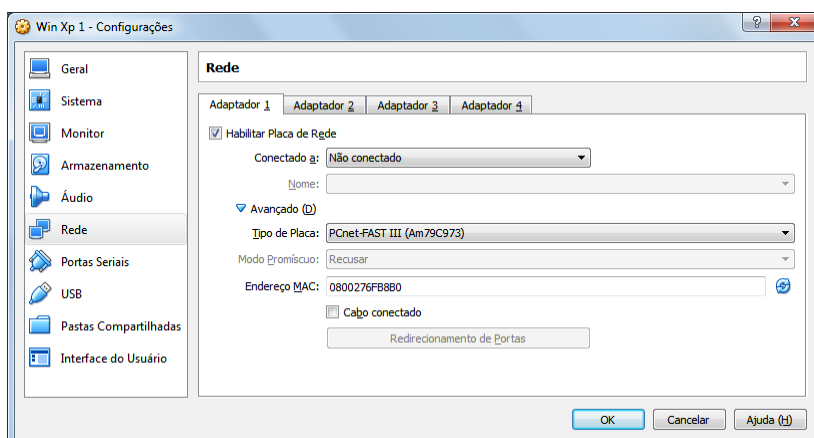 Win Xp 1 - Configurações
Geral
Sistema
Monitor
Armazenamento
Áudio
Rede
Portas Seriais
USB
Pastas Compartilhadas
Interface do Usuário
Rede
Adaptador 1 Adaptador 2 Adaptador 3 Adaptador 4
Habilitar Placa de Rede
Conectado a: Não conectado
Nome:
Avançado (D)
Tipo de Placa: PCnet-FAST III (Am79C973)
Modo Promíscuo: Recusar
Endereço MAC: 0800276FB8B0
Cabo conectado
Redirecionamento de Portas
OK Cancelar Ajuda (H)